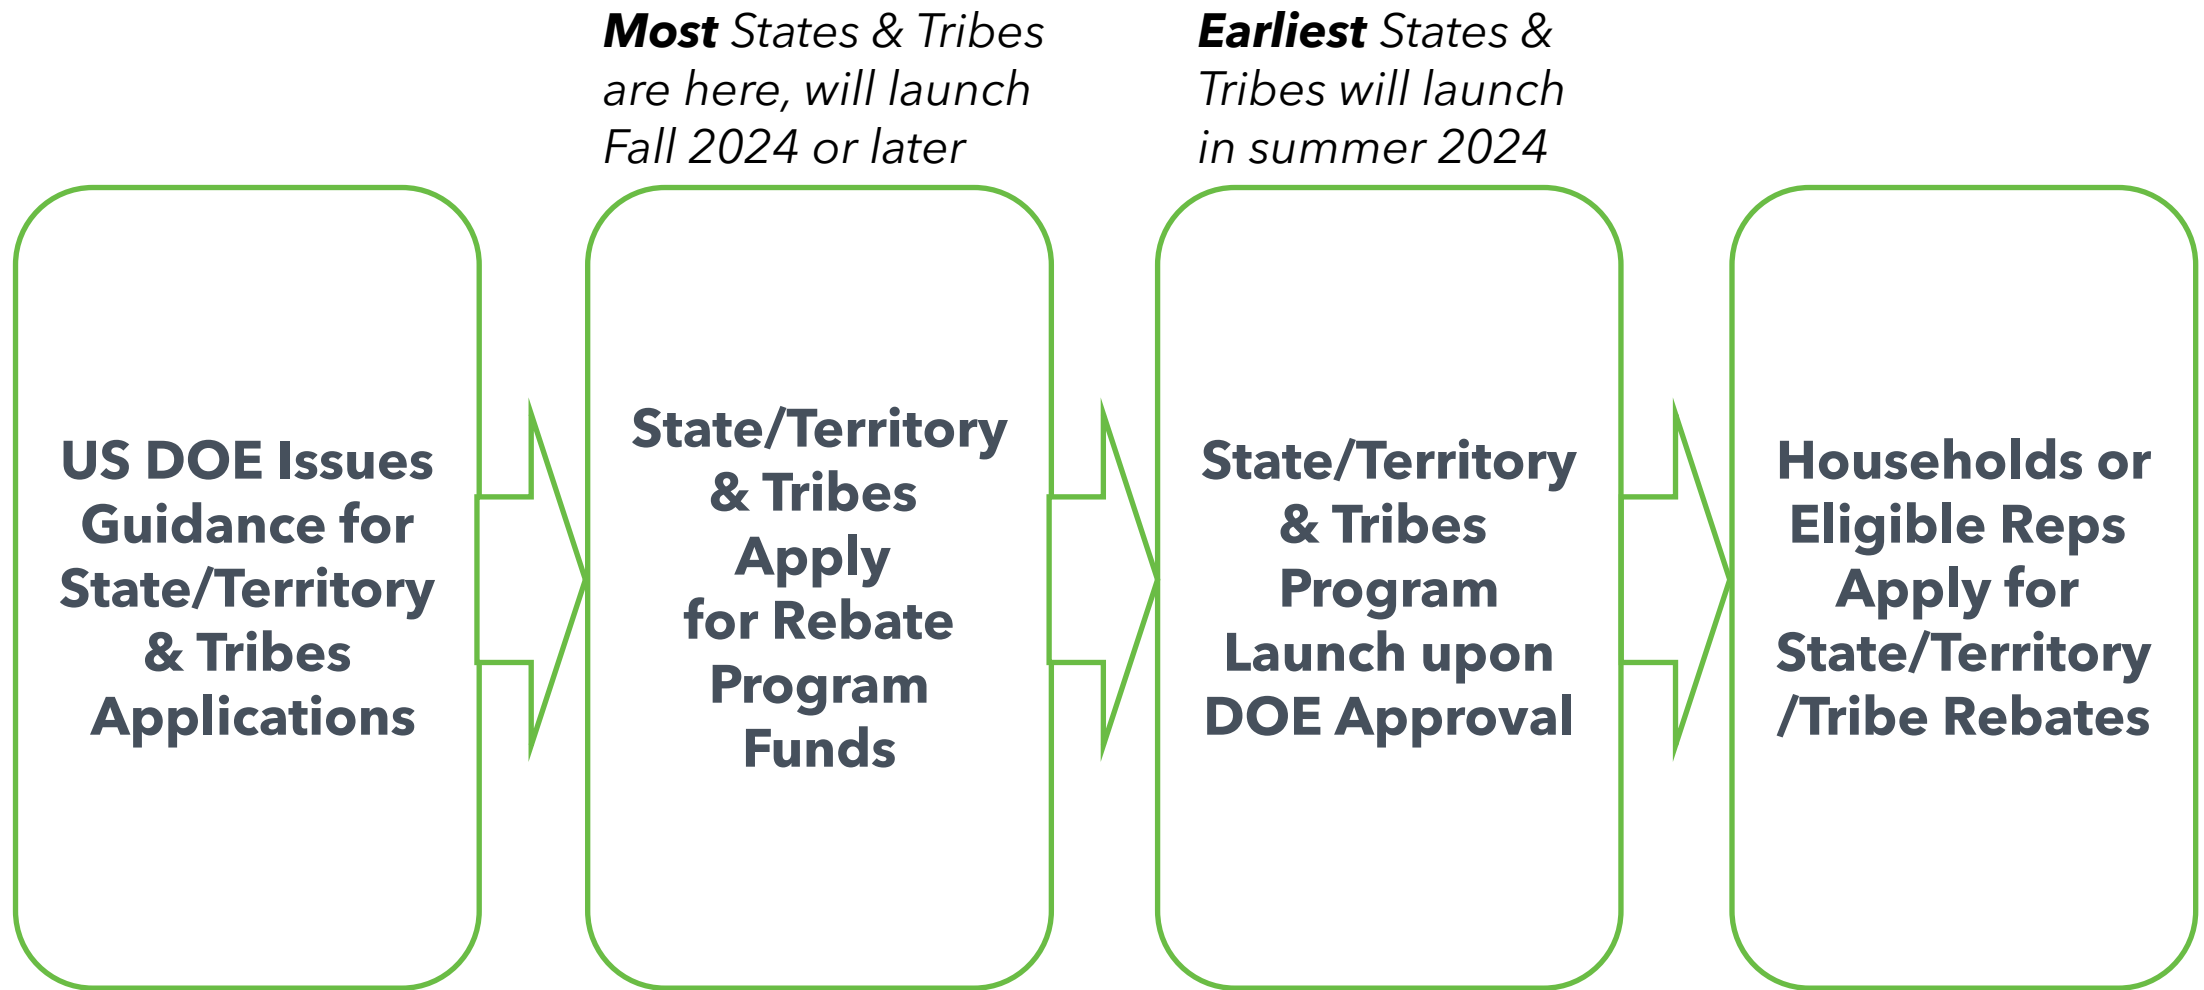 Most States & Tribes
are here, will launch
Fall 2024 or later
Earliest States &
Tribes will launch
in summer 2024
US DOE Issues
Guidance for
State/Territory
& Tribes
Applications
State/Territory
& Tribes
Apply
for Rebate
Program
Funds
State/Territory
& Tribes
Program
Launch upon
DOE Approval
Households or
Eligible Reps
Apply for
State/Territory
/Tribe Rebates